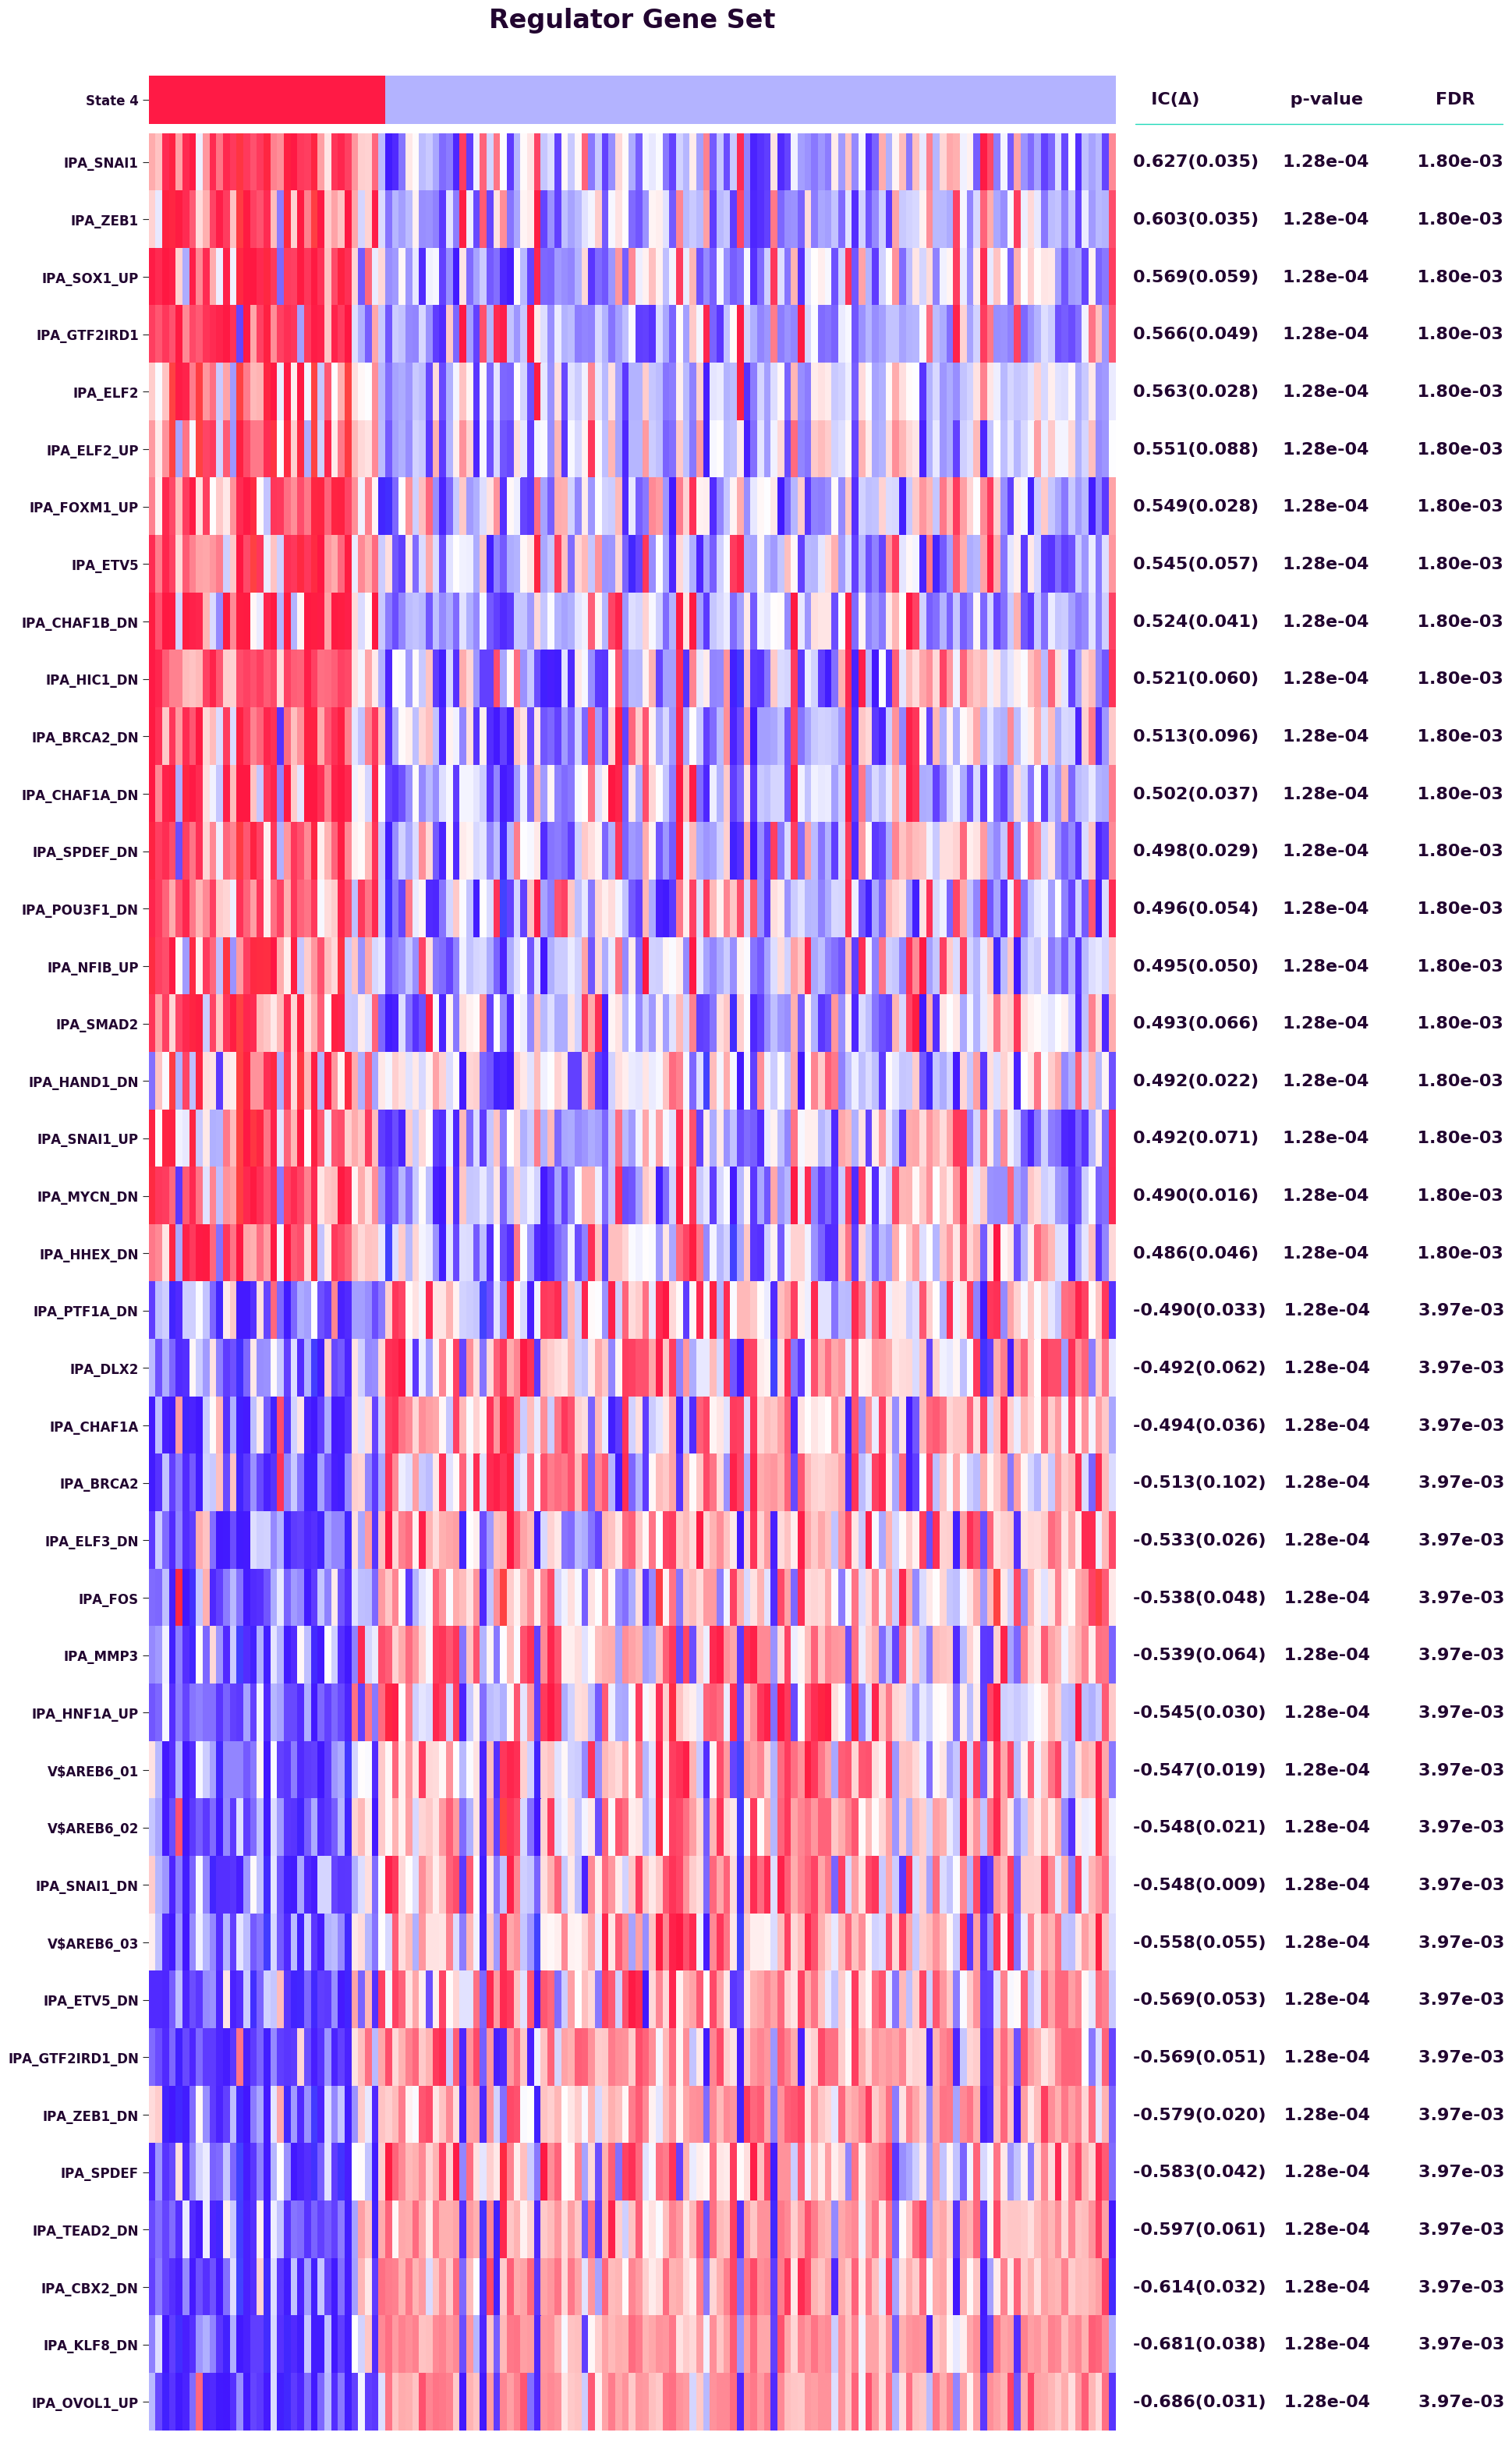 Regulator Gene Set
State 4 IC(Δ) p-value FDR
IPA_SNAI1 0.627(0.035) 1.28e-04 1.80e-03
IPA_ZEB1 0.603(0.035) 1.28e-04 1.80e-03
IPA_SOX1_UP 0.569(0.059) 1.28e-04 1.80e-03
IPA_GTF2IRD1 0.566(0.049) 1.28e-04 1.80e-03
IPA_ELF2 0.563(0.028) 1.28e-04 1.80e-03
IPA_ELF2_UP 0.551(0.088) 1.28e-04 1.80e-03
IPA_FOXM1_UP 0.549(0.028) 1.28e-04 1.80e-03
IPA_ETV5 0.545(0.057) 1.28e-04 1.80e-03
IPA_CHAF1B_DN 0.524(0.041) 1.28e-04 1.80e-03
IPA_HIC1_DN 0.521(0.060) 1.28e-04 1.80e-03
IPA_BRCA2_DN 0.513(0.096) 1.28e-04 1.80e-03
IPA_CHAF1A_DN 0.502(0.037) 1.28e-04 1.80e-03
IPA_SPDEF_DN 0.498(0.029) 1.28e-04 1.80e-03
IPA_POU3F1_DN 0.496(0.054) 1.28e-04 1.80e-03
IPA_NFIB_UP 0.495(0.050) 1.28e-04 1.80e-03
IPA_SMAD2 0.493(0.066) 1.28e-04 1.80e-03
IPA_HAND1_DN 0.492(0.022) 1.28e-04 1.80e-03
IPA_SNAI1_UP 0.492(0.071) 1.28e-04 1.80e-03
IPA_MYCN_DN 0.490(0.016) 1.28e-04 1.80e-03
IPA_HHEX_DN 0.486(0.046) 1.28e-04 1.80e-03
IPA_PTF1A_DN -0.490(0.033) 1.28e-04 3.97e-03
IPA_DLX2 -0.492(0.062) 1.28e-04 3.97e-03
IPA_CHAF1A -0.494(0.036) 1.28e-04 3.97e-03
IPA_BRCA2 -0.513(0.102) 1.28e-04 3.97e-03
IPA_ELF3_DN -0.533(0.026) 1.28e-04 3.97e-03
IPA_FOS -0.538(0.048) 1.28e-04 3.97e-03
IPA_MMP3 -0.539(0.064) 1.28e-04 3.97e-03
IPA_HNF1A_UP -0.545(0.030) 1.28e-04 3.97e-03
V$AREB6_01 -0.547(0.019) 1.28e-04 3.97e-03
V$AREB6_02 -0.548(0.021) 1.28e-04 3.97e-03
IPA_SNAI1_DN -0.548(0.009) 1.28e-04 3.97e-03
V$AREB6_03 -0.558(0.055) 1.28e-04 3.97e-03
IPA_ETV5_DN -0.569(0.053) 1.28e-04 3.97e-03
IPA_GTF2IRD1_DN -0.569(0.051) 1.28e-04 3.97e-03
IPA_ZEB1_DN -0.579(0.020) 1.28e-04 3.97e-03
IPA_SPDEF -0.583(0.042) 1.28e-04 3.97e-03
IPA_TEAD2_DN -0.597(0.061) 1.28e-04 3.97e-03
IPA_CBX2_DN -0.614(0.032) 1.28e-04 3.97e-03
IPA_KLF8_DN -0.681(0.038) 1.28e-04 3.97e-03
IPA_OVOL1_UP -0.686(0.031) 1.28e-04 3.97e-03